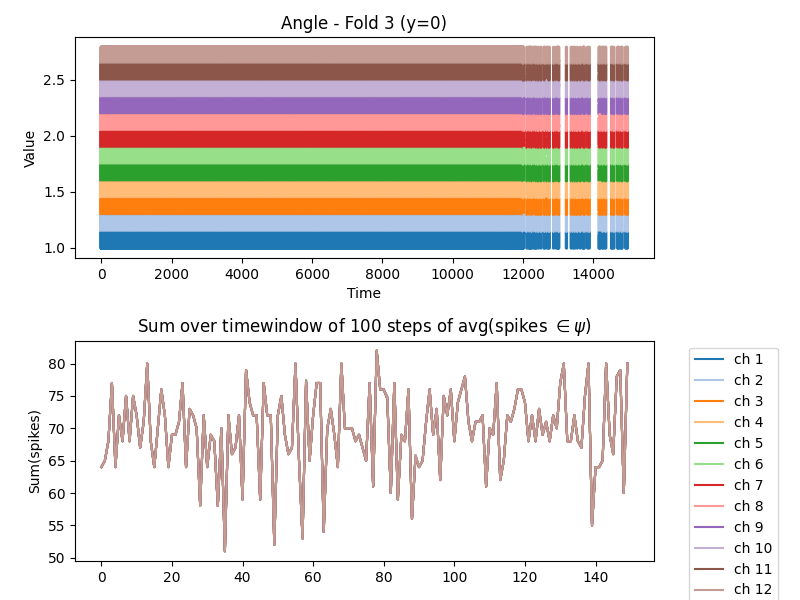 Angle - Fold 3 (y=0)
Value
2.5
2.0
1.5
1.0
0 2000 4000 6000 8000 10000 12000 14000
Time
Sum over timewindow of 100 steps of avg(spikes ∈ ψ)
Sum(spikes)
80
75
70
65
60
55
50
0 20 40 60 80 100 120 140
ch 1
ch 2
ch 3
ch 4
ch 5
ch 6
ch 7
ch 8
ch 9
ch 10
ch 11
ch 12